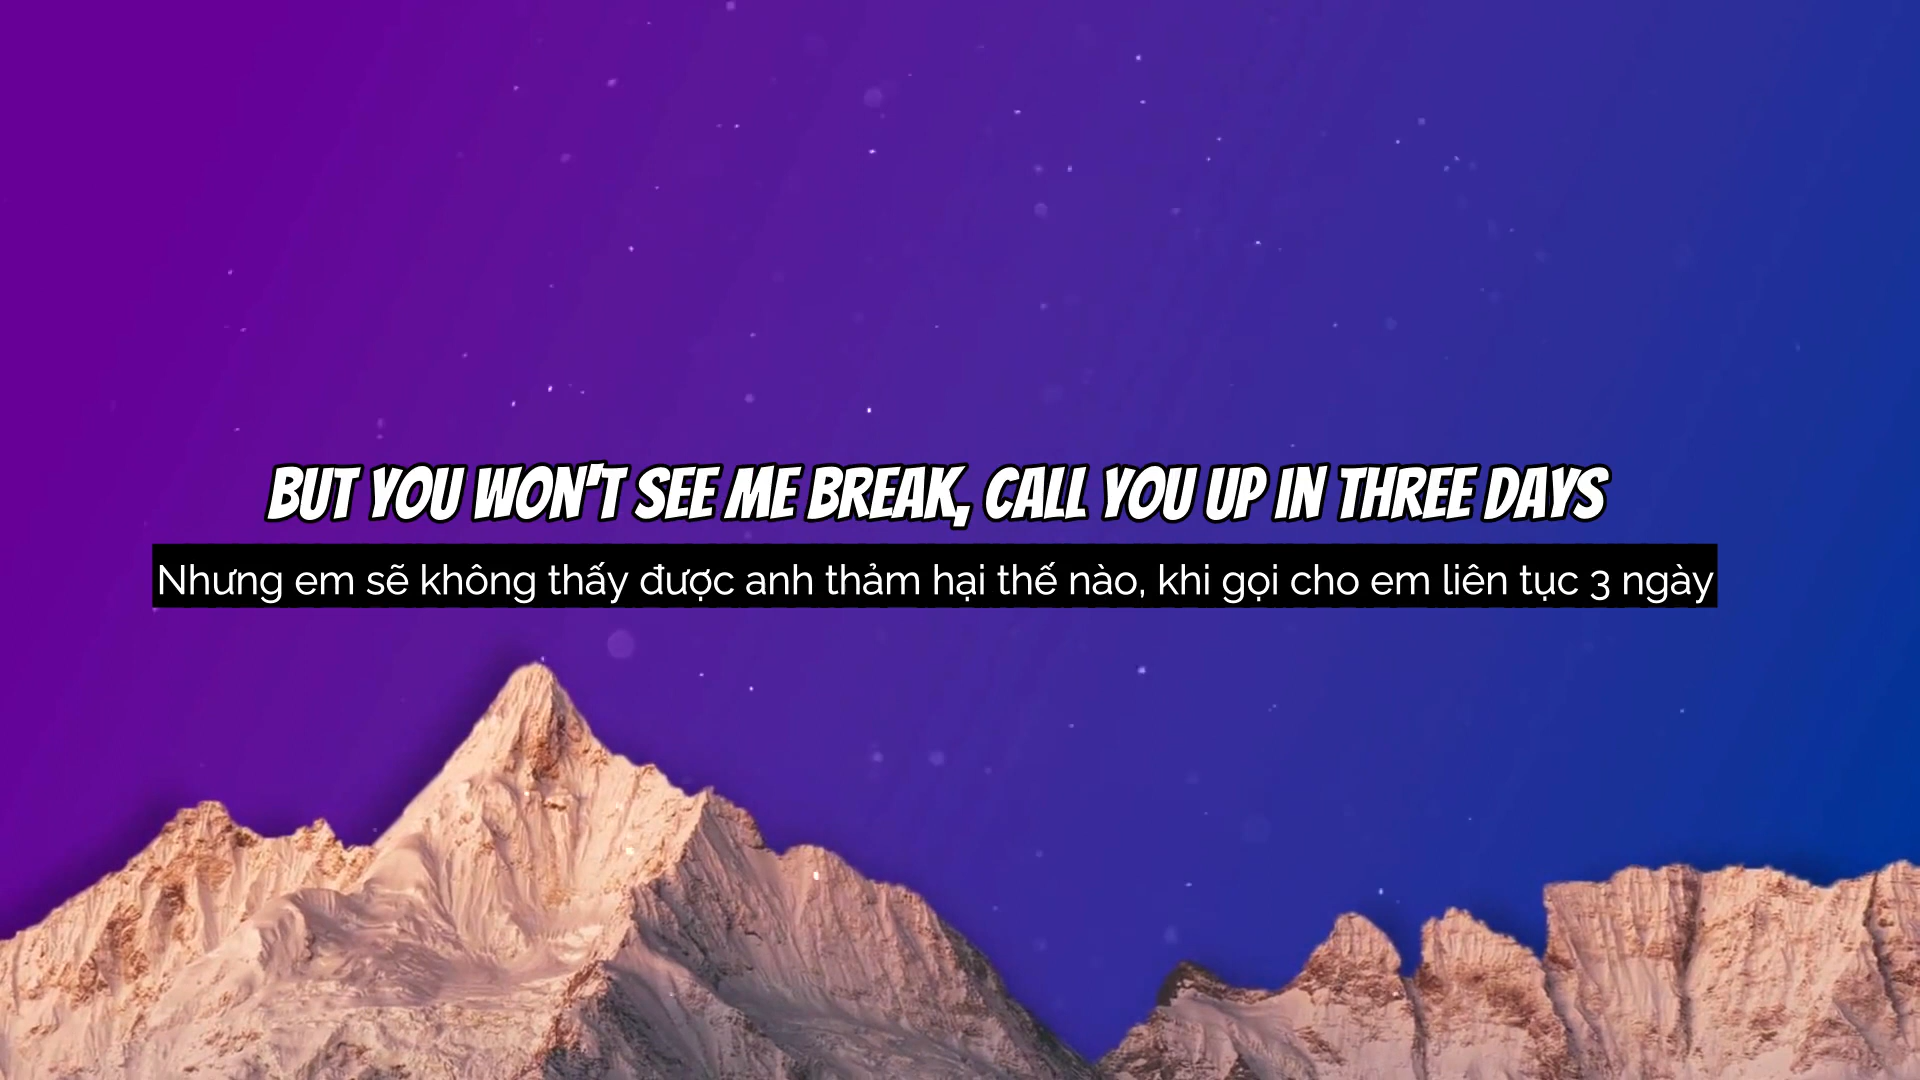 BUT YOU WON'T SEE ME BREAK, CALL YOU UP IN THREE DAYS
Nhưng em sẽ không thấy được anh thảm hại thế nào, khi gọi cho em liên tục 3 ngày